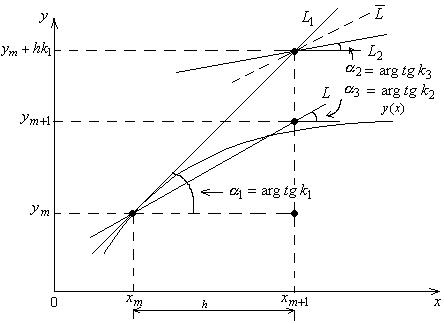 y
L₁
L̅
yₘ + hk₁
L₂
α₂ = arg tg k₃
α₃ = arg tg k₂
L
y(x)
yₘ₊₁
α₁ = arg tg k₁
yₘ
0
xₘ
h
xₘ₊₁
x